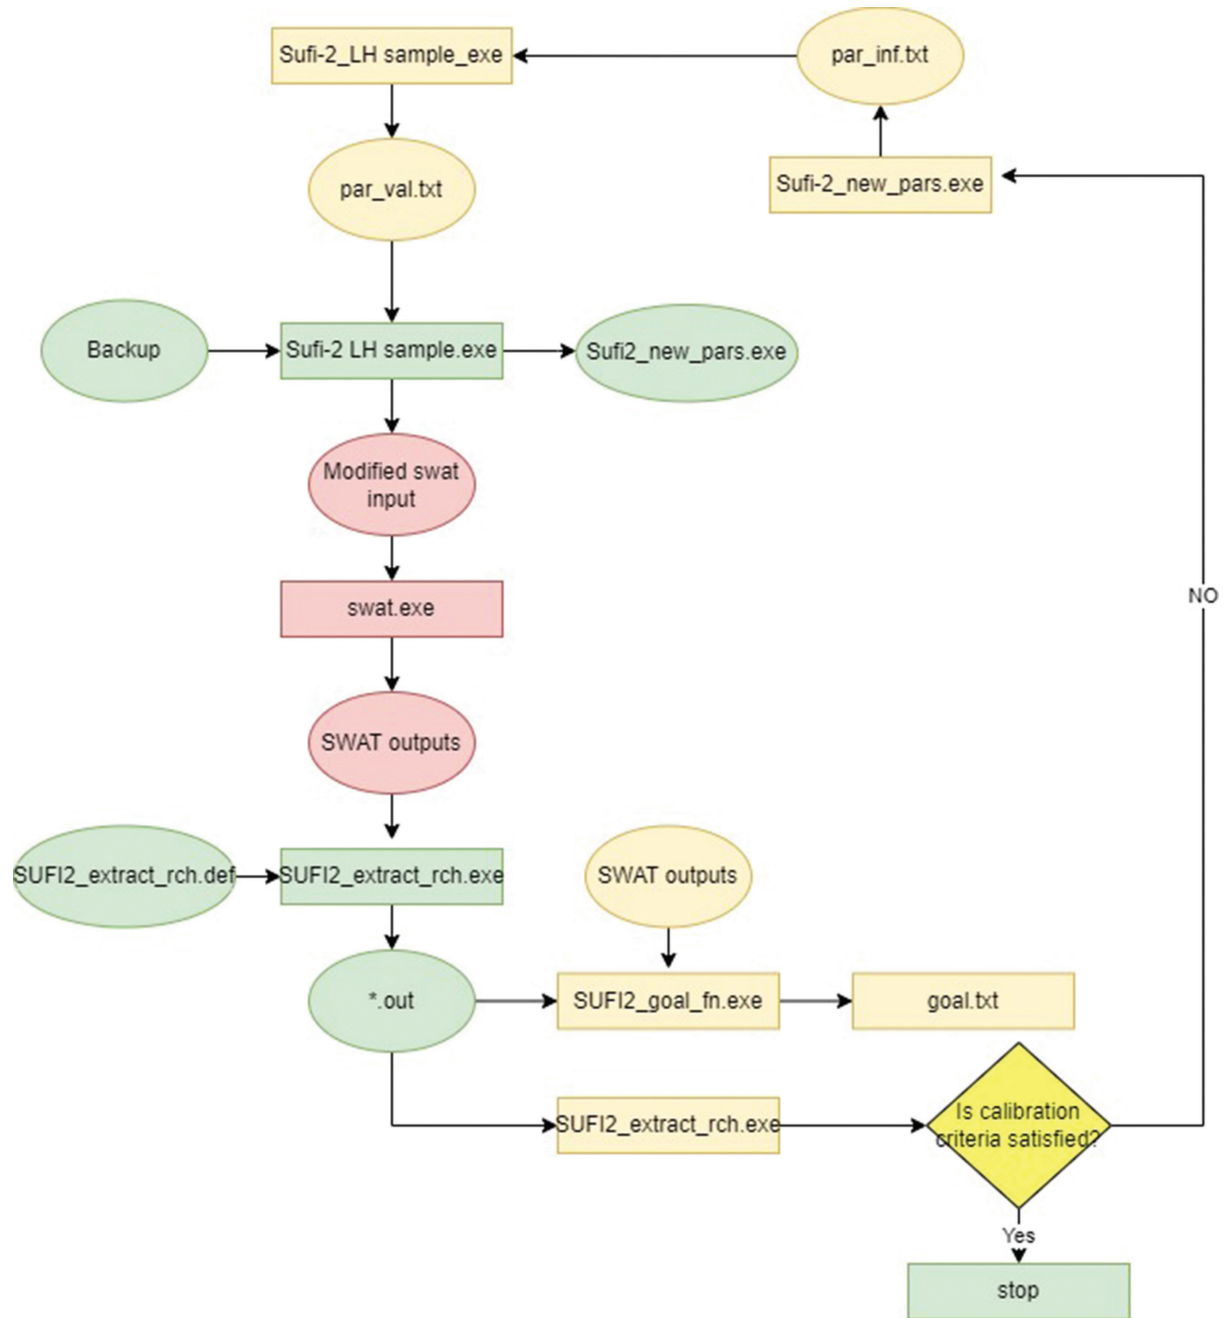 Sufi-2_LH sample_exe
par_inf.txt
par_val.txt
Sufi-2_new_pars.exe
Backup
Sufi-2 LH sample.exe
Sufi2_new_pars.exe
Modified swat
input
swat.exe
NO
SWAT outputs
SUFI2_extract_rch.def
SUFI2_extract_rch.exe
SWAT outputs
*.out
SUFI2_goal_fn.exe
goal.txt
SUFI2_extract_rch.exe
Is calibration
criteria satisfied?
Yes
stop